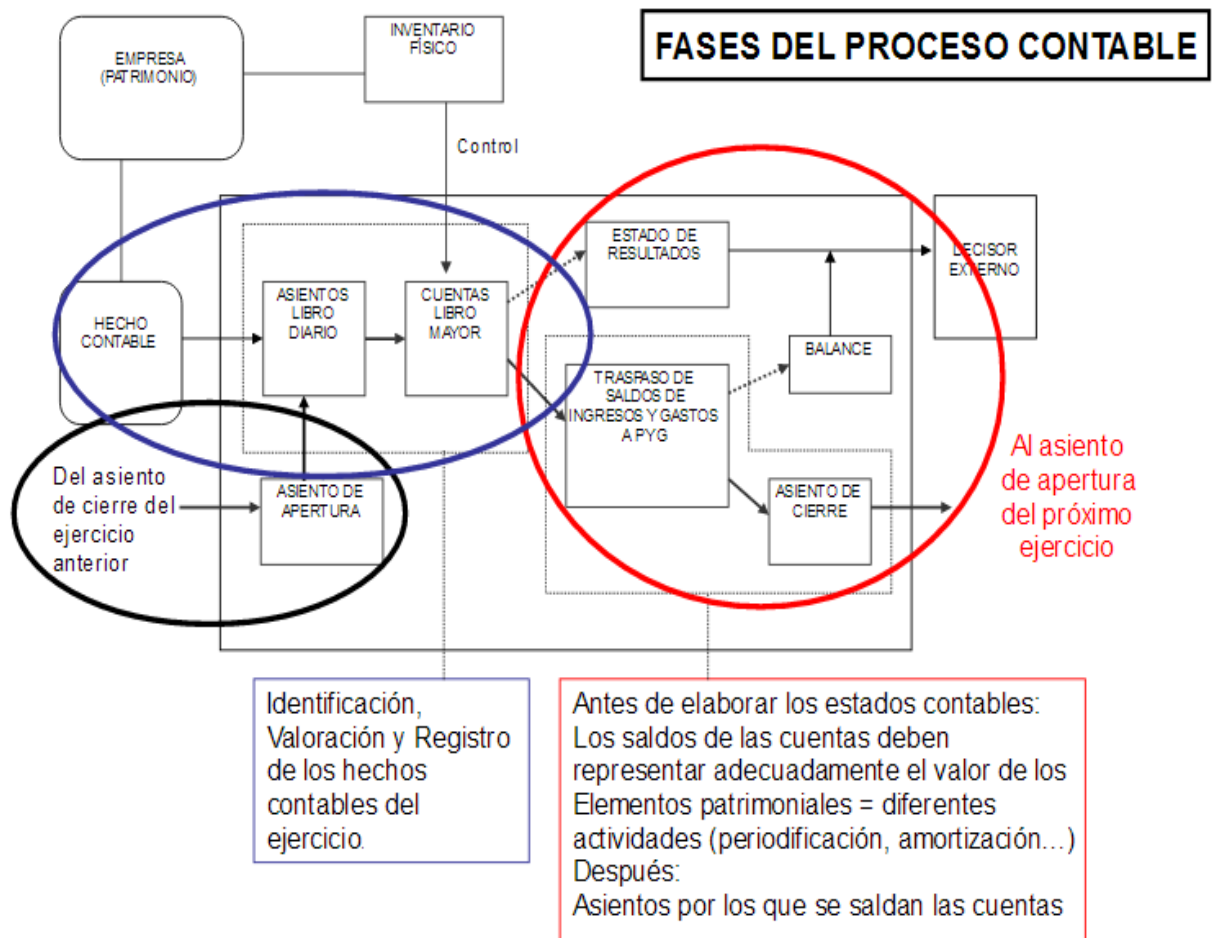 FASES DEL PROCESO CONTABLE
EMPRESA
(PATRIMONIO)
INVENTARIO
FÍSICO
Control
HECHO
CONTABLE
ASIENTOS
LIBRO
DIARIO
CUENTAS
LIBRO
MAYOR
ESTADO DE
RESULTADOS
DECISOR
EXTERNO
BALANCE
TRASPASO DE
SALDOS DE
INGRESOS Y GASTOS
A PYG
Del asiento
de cierre del
ejercicio
anterior
ASIENTO DE
APERTURA
ASIENTO DE
CIERRE
Al asiento
de apertura
del próximo
ejercicio
Identificación,
Valoración y Registro
de los hechos
contables del
ejercicio.
Antes de elaborar los estados contables:
Los saldos de las cuentas deben
representar adecuadamente el valor de los
Elementos patrimoniales = diferentes
actividades (periodificación, amortización...)
Después:
Asientos por los que se saldan las cuentas